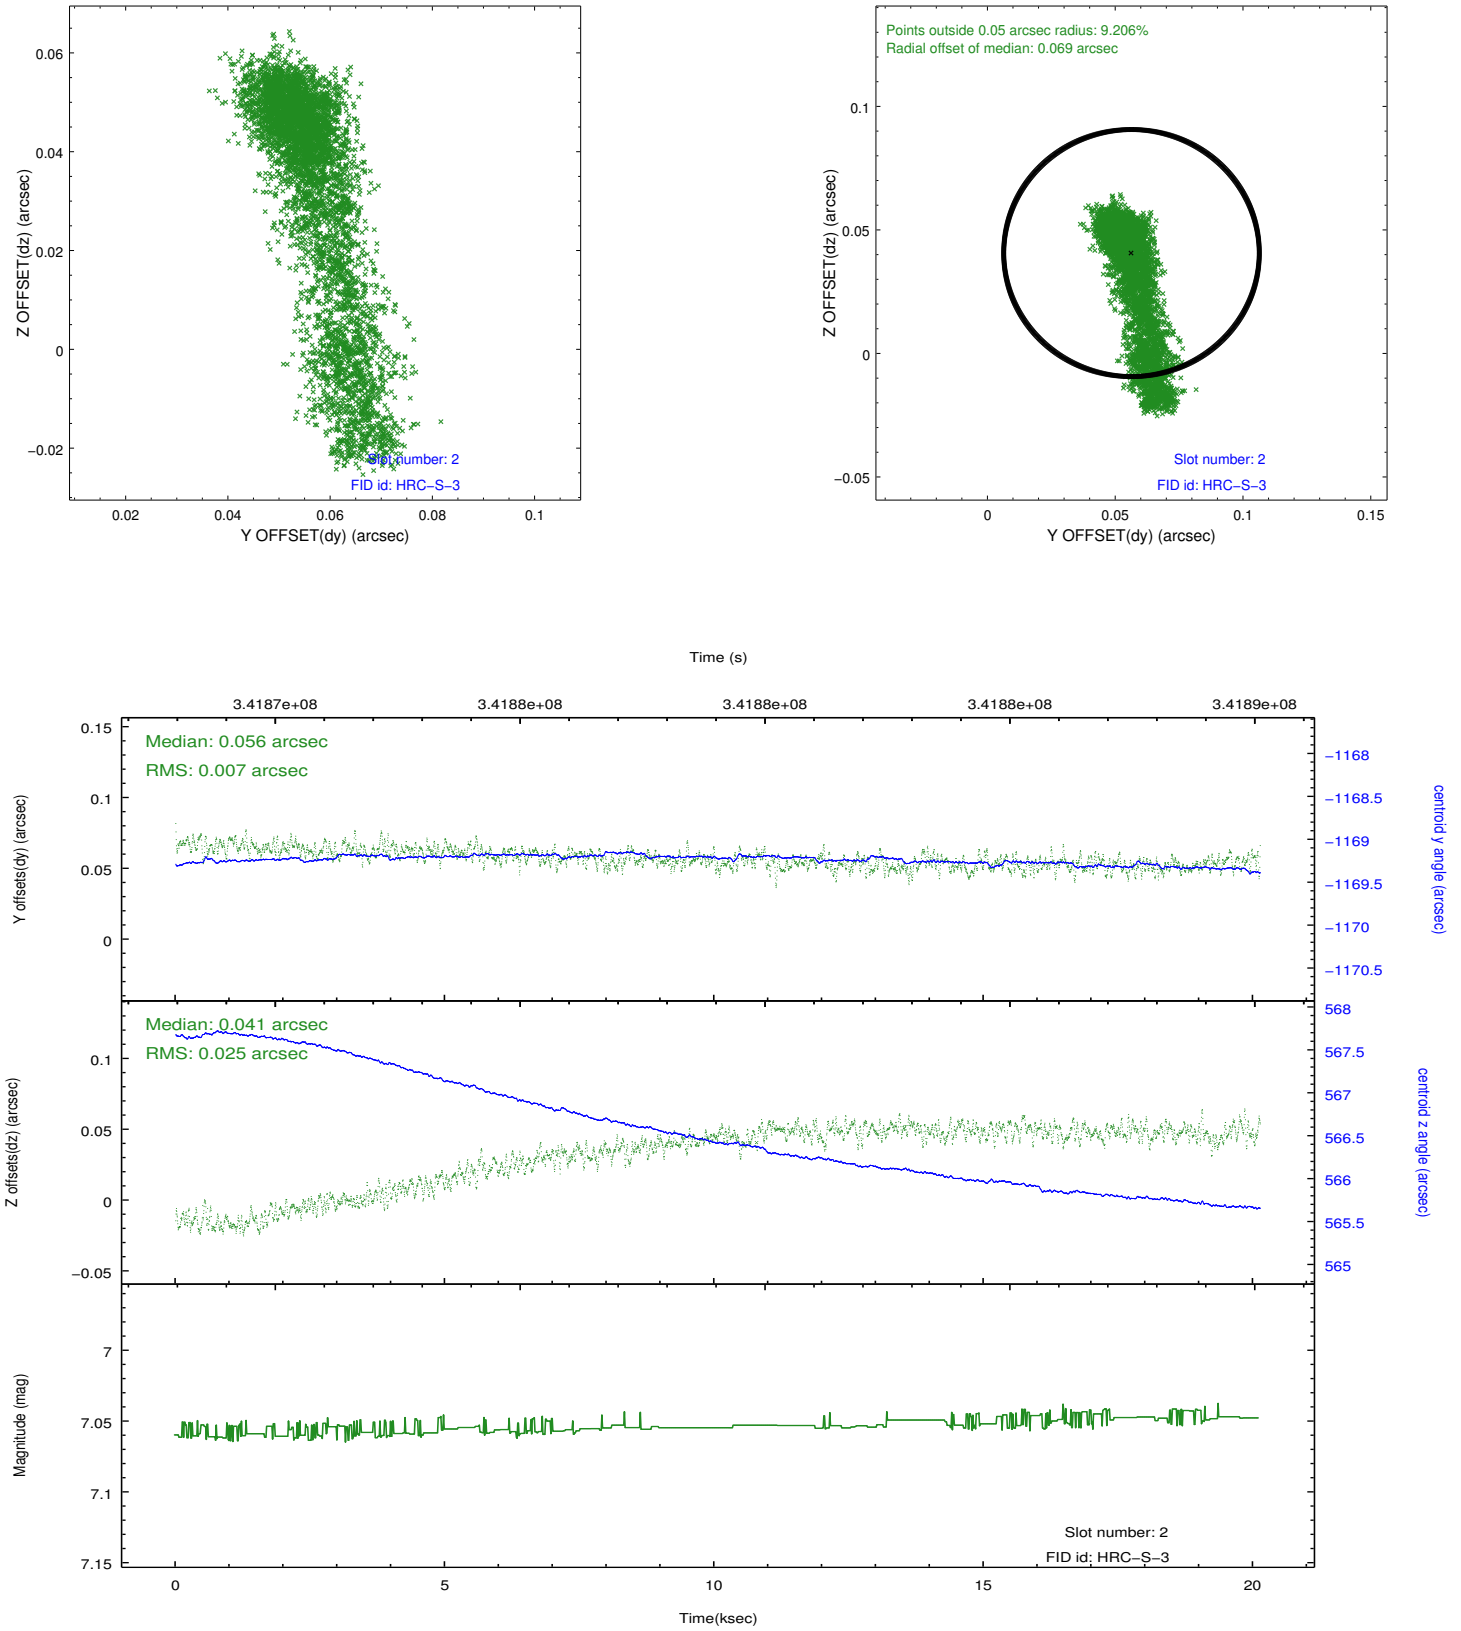 0.06
0.04
0.02
0
−0.02
Z OFFSET(dz) (arcsec)
Slot number: 2
FID id: HRC−S−3
0.02 0.04 0.06 0.08 0.1
Y OFFSET(dy) (arcsec)
Points outside 0.05 arcsec radius: 9.206%
Radial offset of median: 0.069 arcsec
0.1
0.05
0
−0.05
Z OFFSET(dz) (arcsec)
Slot number: 2
FID id: HRC−S−3
0 0.05 0.1 0.15
Y OFFSET(dy) (arcsec)
Time (s)
3.4187e+08 3.4188e+08 3.4188e+08 3.4188e+08 3.4189e+08
Median: 0.056 arcsec
RMS: 0.007 arcsec
0.15
0.1
0.05
0
Y offsets(dy) (arcsec)
−1168
−1168.5
−1169
−1169.5
−1170
−1170.5
centroid y angle (arcsec)
Median: 0.041 arcsec
RMS: 0.025 arcsec
0.1
0.05
0
−0.05
Z offsets(dz) (arcsec)
568
567.5
567
566.5
566
565.5
565
centroid z angle (arcsec)
7
7.05
7.1
7.15
Magnitude (mag)
Slot number: 2
FID id: HRC−S−3
0 5 10 15 20
Time(ksec)